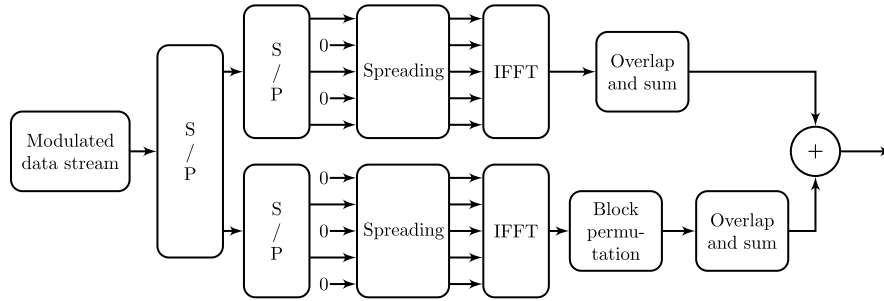 Modulated
data stream
S
/
P
S
/
P
0
0
Spreading
IFFT
Overlap
and sum
+
S
/
P
0
0
0
Spreading
IFFT
Block
permu-
tation
Overlap
and sum